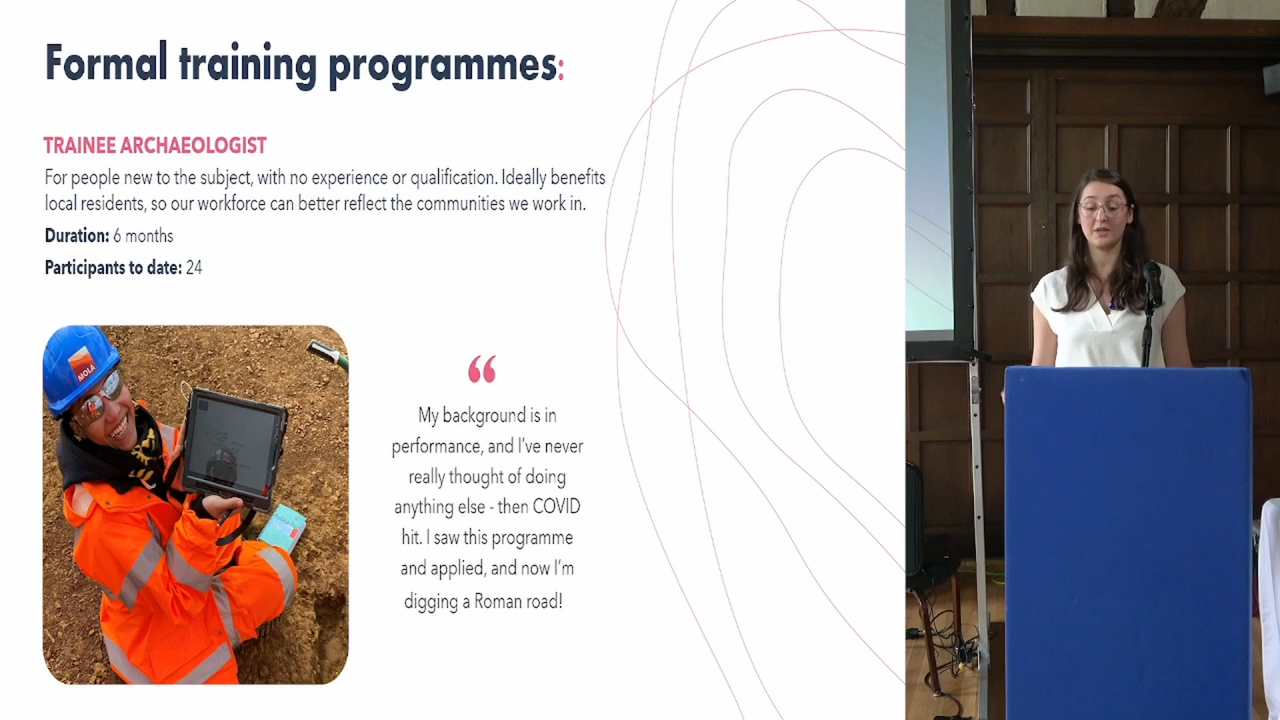 Formal training programmes:
TRAINEE ARCHAEOLOGIST
For people new to the subject, with no experience or qualification. Ideally benefits
local residents, so our workforce can better reflect the communities we work in.
Duration: 6 months
Participants to date: 24
MOLA
“
My background is in
performance, and I've never
really thought of doing
anything else - then COVID
hit. I saw this programme
and applied, and now I'm
digging a Roman road!